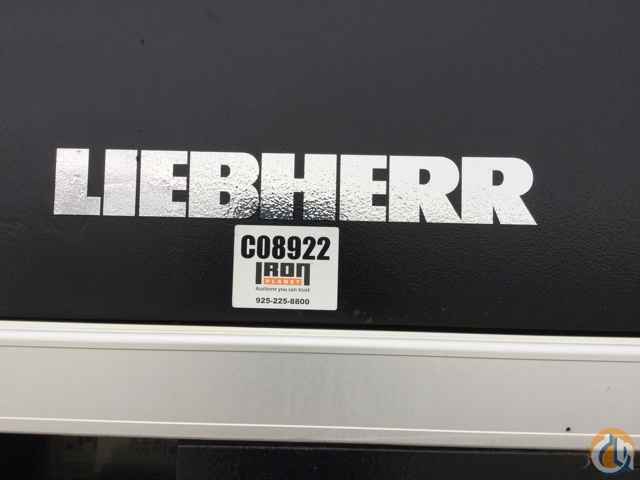 LIEBHERR
C08922
IRON
PLANET
Auctions you can trust
925-225-8800